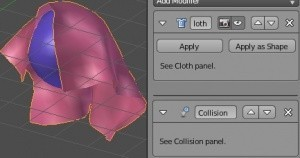 Add Modifier
loth
Apply
Apply as Shape
See Cloth panel.
Collision
See Collision panel.